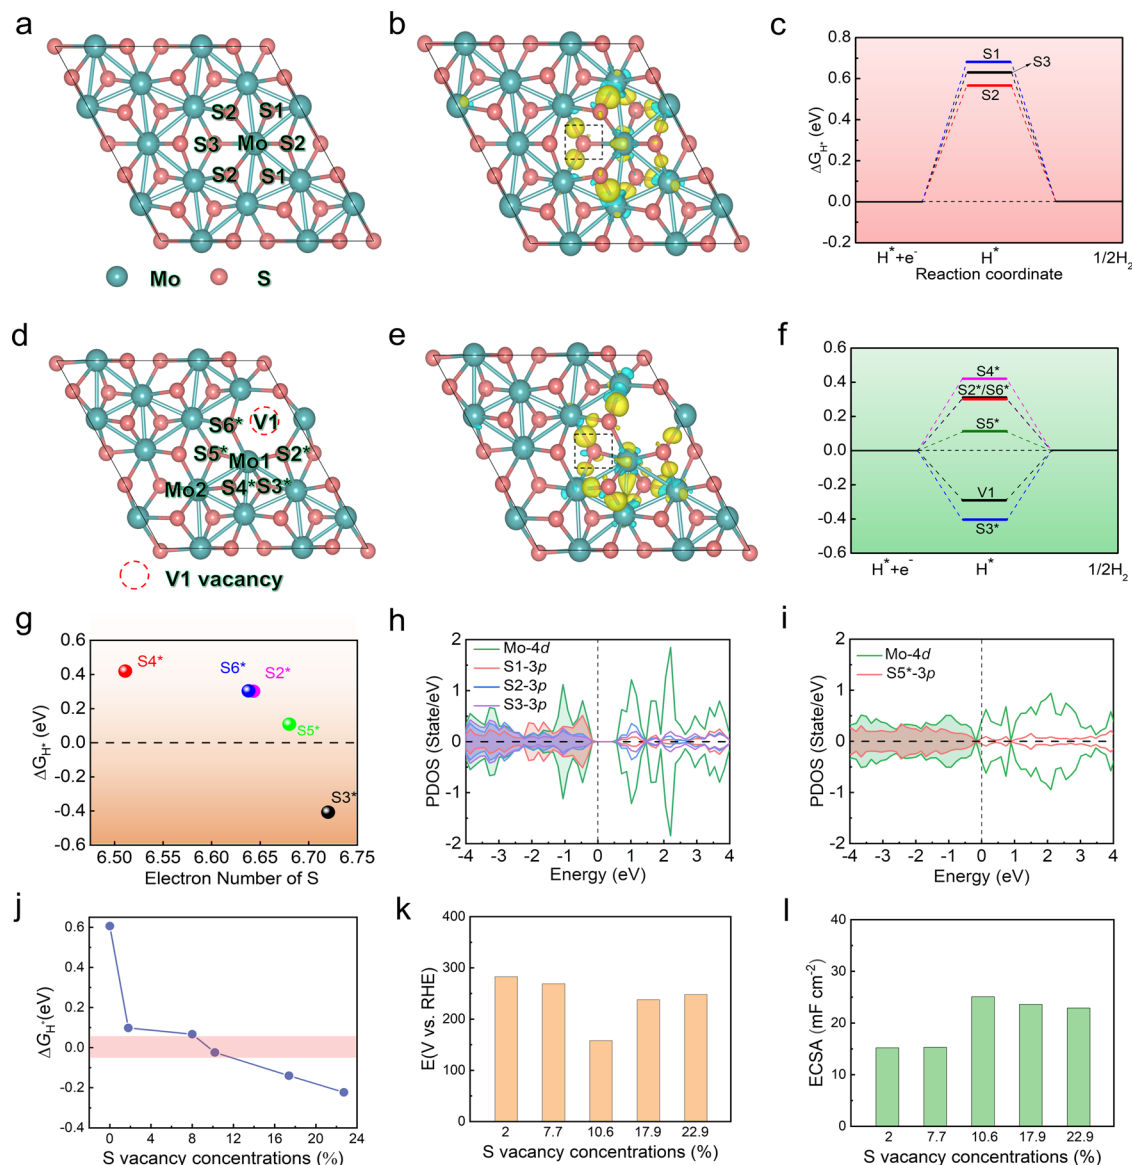 a
S2 S1
S3 Mo S2
S2 S1
Mo S
b
c
0.8
0.6
0.4
0.2
0.0
-0.2
ΔG_H* (eV)
S1
S3
S2
H*+e⁻ H* 1/2H₂
Reaction coordinate
d
S6* V1
S5* Mo1 S2*
Mo2 S4* S3*
V1 vacancy
e
f
0.6
0.4
0.2
0.0
-0.2
-0.4
-0.6
ΔG_H* (eV)
S4*
S2*/S6*
S5*
V1
S3*
H*+e⁻ H* 1/2H₂
g
0.6
0.4
0.2
0.0
-0.2
-0.4
-0.6
ΔG_H* (eV)
S4*
S6* S2*
S5*
S3*
6.50 6.55 6.60 6.65 6.70 6.75
Electron Number of S
h
2
1
0
-1
-2
PDOS (State/eV)
Mo-4d
S1-3p
S2-3p
S3-3p
-4 -3 -2 -1 0 1 2 3 4
Energy (eV)
i
2
1
0
-1
-2
PDOS (State/eV)
Mo-4d
S5*-3p
-4 -3 -2 -1 0 1 2 3 4
Energy (eV)
j
0.6
0.4
0.2
0.0
-0.2
-0.4
ΔG_H* (eV)
0 4 8 12 16 20 24
S vacancy concentrations (%)
k
400
300
200
100
0
E(V vs. RHE)
2 7.7 10.6 17.9 22.9
S vacancy concentrations (%)
l
40
30
20
10
0
ECSA (mF cm⁻²)
2 7.7 10.6 17.9 22.9
S vacancy concentrations (%)